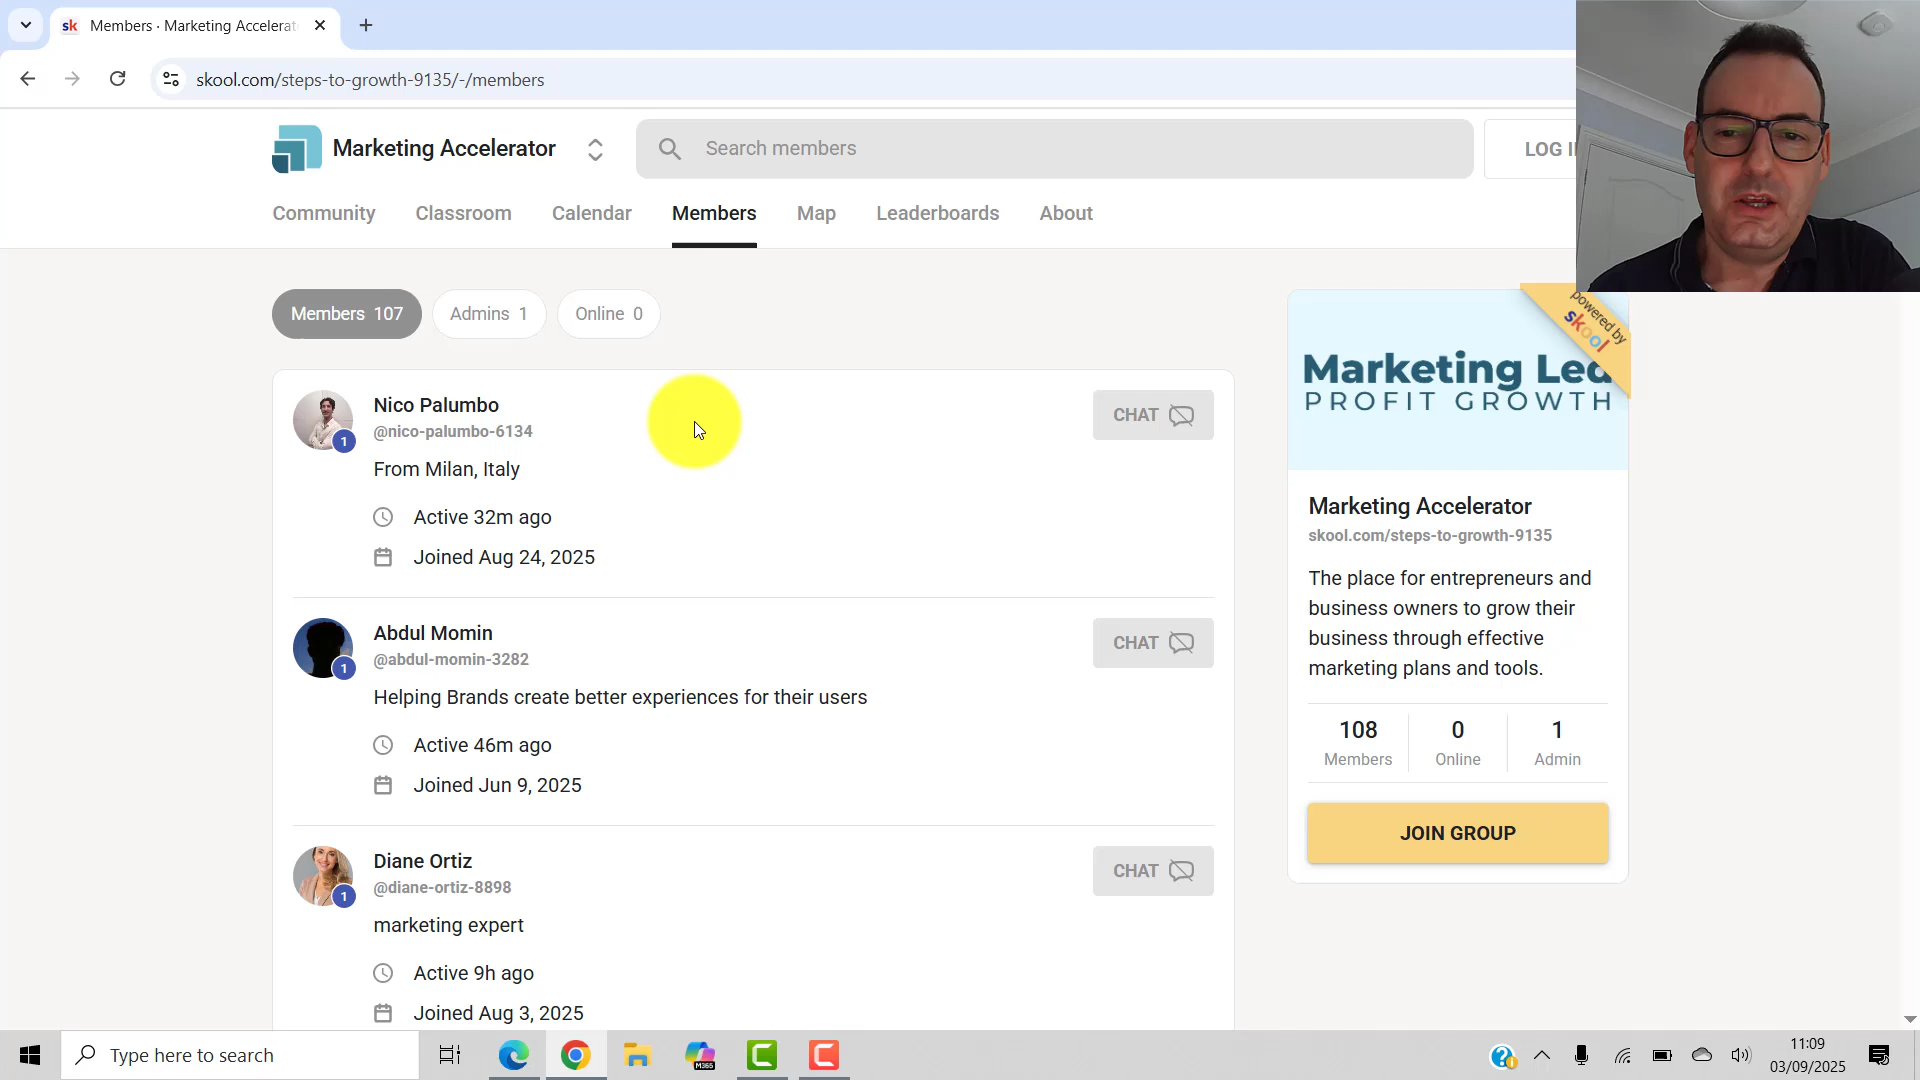 sk Members · Marketing Accelerat
skool.com/steps-to-growth-9135/-/members
Marketing Accelerator
Search members
LOG I
Community Classroom Calendar Members Map Leaderboards About
Members 107 Admins 1 Online 0
Nico Palumbo
@nico-palumbo-6134
From Milan, Italy
Active 32m ago
Joined Aug 24, 2025
1
CHAT
Abdul Momin
@abdul-momin-3282
Helping Brands create better experiences for their users
Active 46m ago
Joined Jun 9, 2025
1
CHAT
Diane Ortiz
@diane-ortiz-8898
marketing expert
Active 9h ago
Joined Aug 3, 2025
1
CHAT
powered by
skool
Marketing Led
PROFIT GROWTH
Marketing Accelerator
skool.com/steps-to-growth-9135
The place for entrepreneurs and
business owners to grow their
business through effective
marketing plans and tools.
108 0 1
Members Online Admin
JOIN GROUP
Type here to search
M365
11:09
03/09/2025